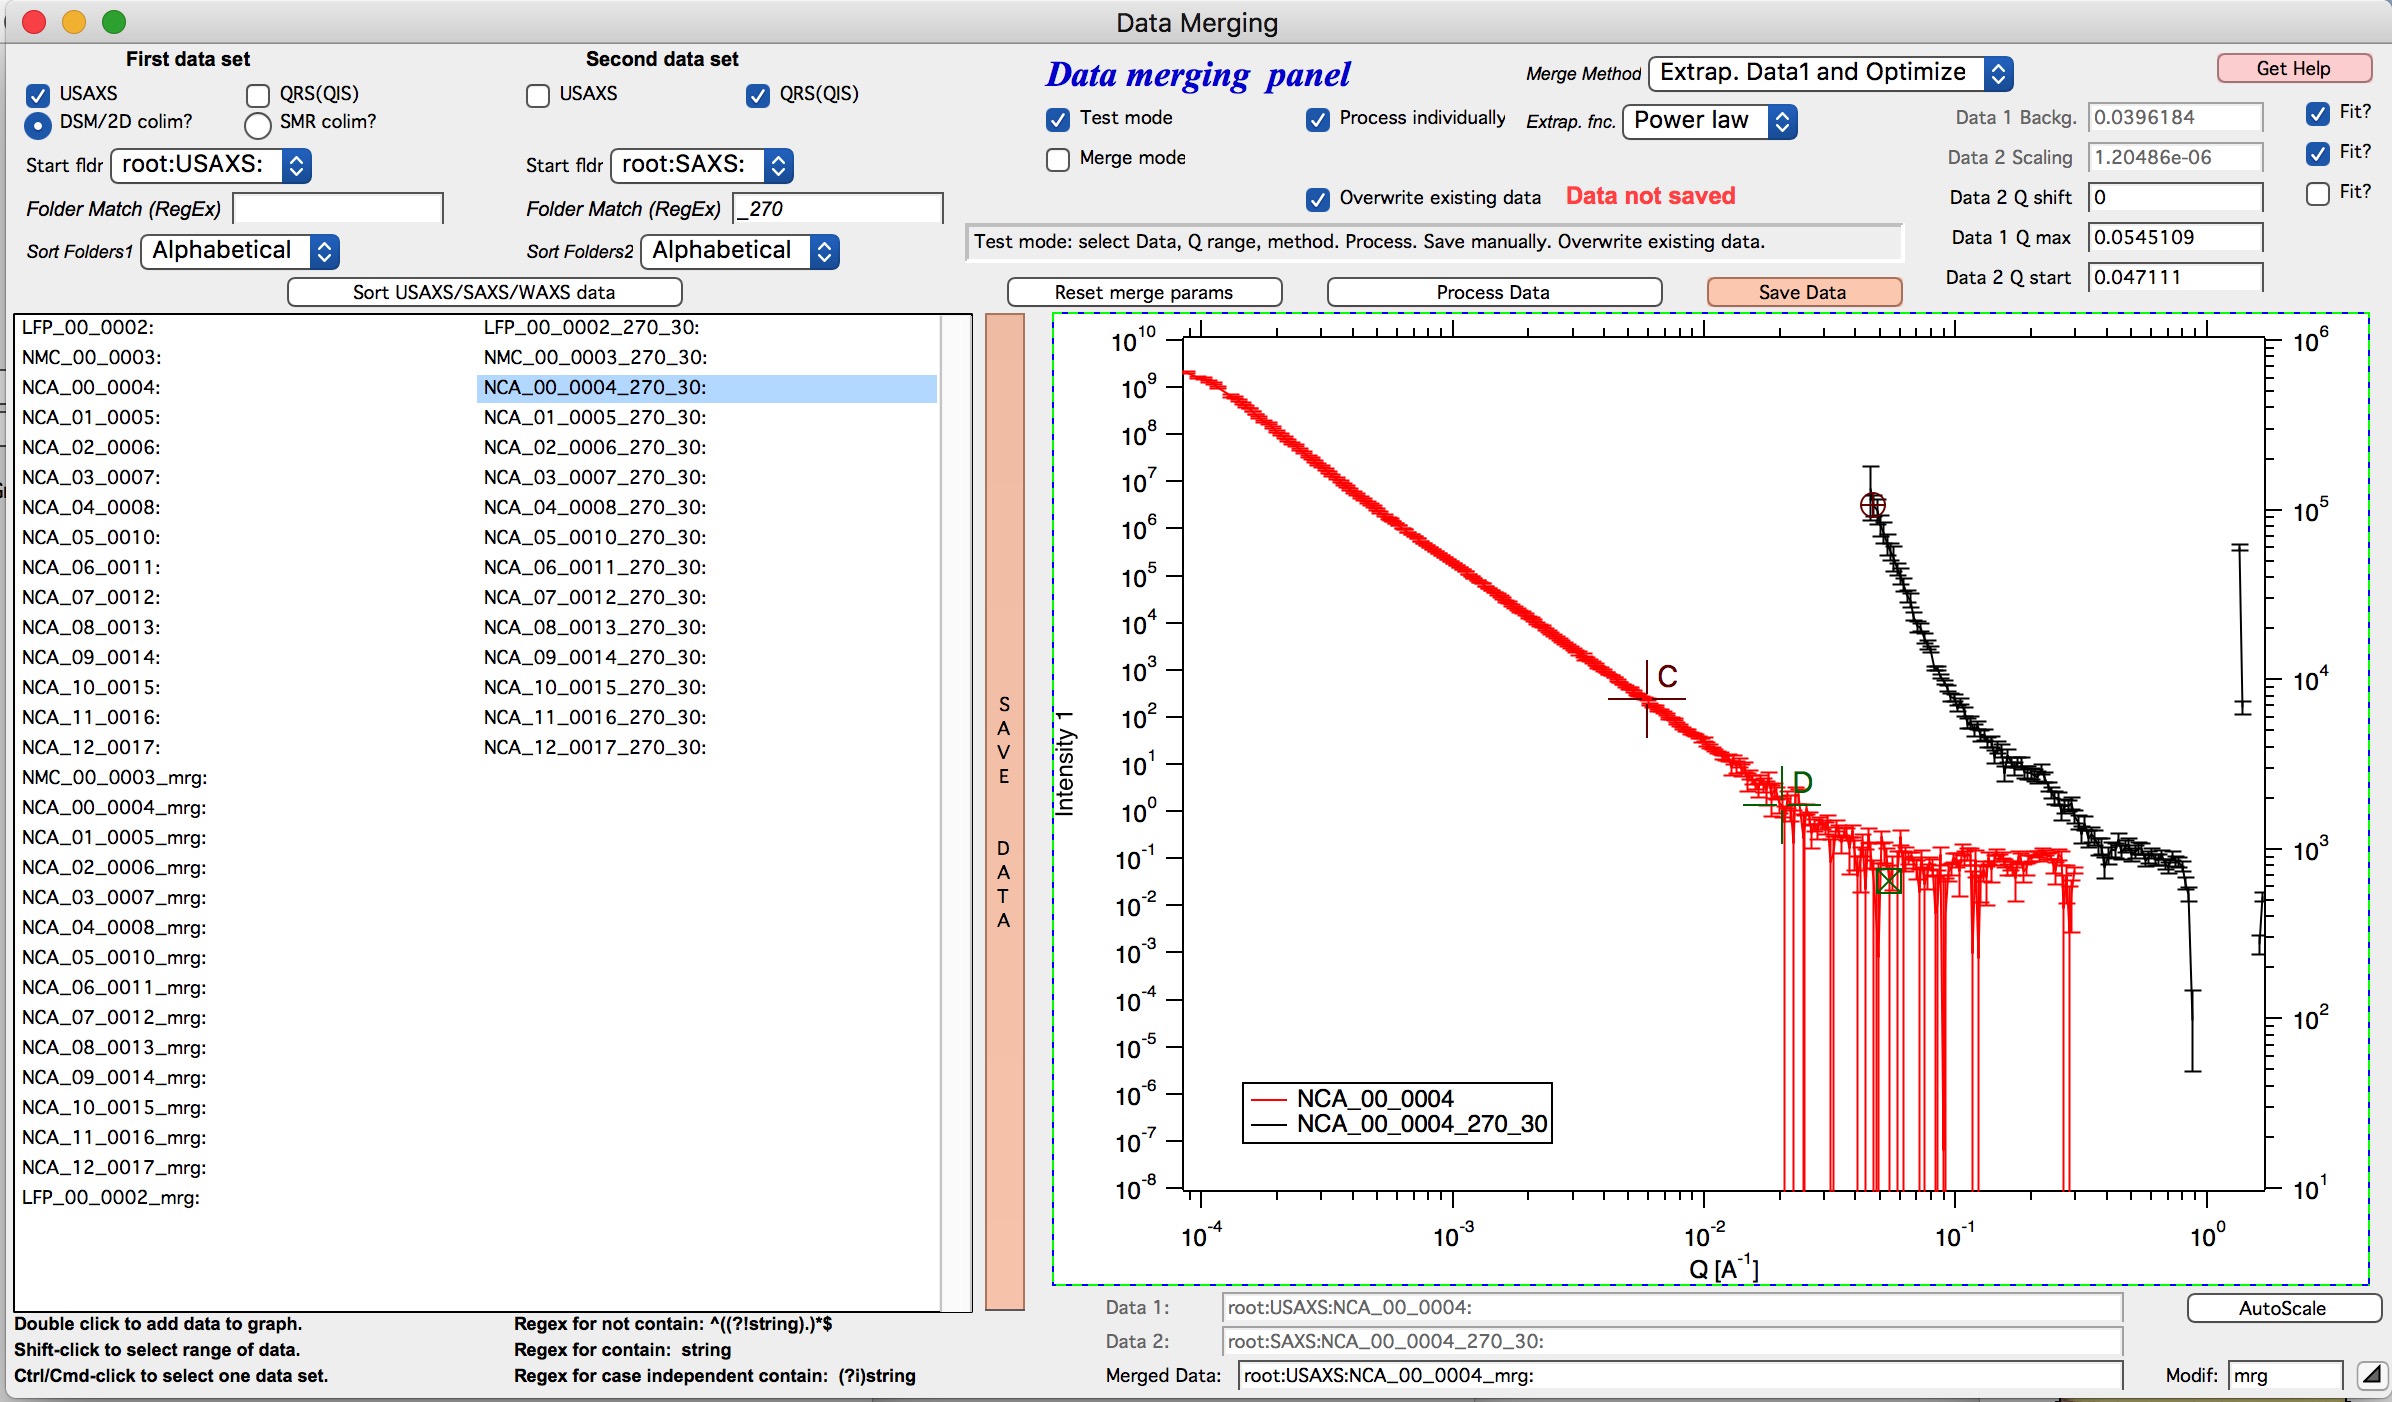 Data Merging
First data set
Second data set
USAXS
QRS(QIS)
DSM/2D colim?
SMR colim?
USAXS
QRS(QIS)
Start fldr root:USAXS:
Start fldr root:SAXS:
Folder Match (RegEx)
Folder Match (RegEx) _270
Sort Folders1 Alphabetical
Sort Folders2 Alphabetical
Sort USAXS/SAXS/WAXS data
Data merging panel
Merge Method Extrap. Data1 and Optimize
Get Help
Test mode
Process individually
Extrap. fnc. Power law
Merge mode
Overwrite existing data
Data not saved
Data 1 Backg. 0.0396184 Fit?
Data 2 Scaling 1.20486e-06 Fit?
Data 2 Q shift 0 Fit?
Data 1 Q max 0.0545109
Data 2 Q start 0.047111
Test mode: select Data, Q range, method. Process. Save manually. Overwrite existing data.
Reset merge params
Process Data
Save Data
LFP_00_0002: LFP_00_0002_270_30:
NMC_00_0003: NMC_00_0003_270_30:
NCA_00_0004: NCA_00_0004_270_30:
NCA_01_0005: NCA_01_0005_270_30:
NCA_02_0006: NCA_02_0006_270_30:
NCA_03_0007: NCA_03_0007_270_30:
NCA_04_0008: NCA_04_0008_270_30:
NCA_05_0010: NCA_05_0010_270_30:
NCA_06_0011: NCA_06_0011_270_30:
NCA_07_0012: NCA_07_0012_270_30:
NCA_08_0013: NCA_08_0013_270_30:
NCA_09_0014: NCA_09_0014_270_30:
NCA_10_0015: NCA_10_0015_270_30:
NCA_11_0016: NCA_11_0016_270_30:
NCA_12_0017: NCA_12_0017_270_30:
NMC_00_0003_mrg:
NCA_00_0004_mrg:
NCA_01_0005_mrg:
NCA_02_0006_mrg:
NCA_03_0007_mrg:
NCA_04_0008_mrg:
NCA_05_0010_mrg:
NCA_06_0011_mrg:
NCA_07_0012_mrg:
NCA_08_0013_mrg:
NCA_09_0014_mrg:
NCA_10_0015_mrg:
NCA_11_0016_mrg:
NCA_12_0017_mrg:
LFP_00_0002_mrg:
SAVE DATA
10^10
10^9
10^8
10^7
10^6
10^5
10^4
10^3
10^2
10^1
10^0
10^-1
10^-2
10^-3
10^-4
10^-5
10^-6
10^-7
10^-8
Intensity 1
C
D
NCA_00_0004
NCA_00_0004_270_30
10^6
10^5
10^4
10^3
10^2
10^1
10^-4 10^-3 10^-2 10^-1 10^0
Q [A^-1]
Double click to add data to graph.
Shift-click to select range of data.
Ctrl/Cmd-click to select one data set.
Regex for not contain: ^((?!string).)*$
Regex for contain: string
Regex for case independent contain: (?i)string
Data 1: root:USAXS:NCA_00_0004:
Data 2: root:SAXS:NCA_00_0004_270_30:
Merged Data: root:USAXS:NCA_00_0004_mrg:
AutoScale
Modif: mrg